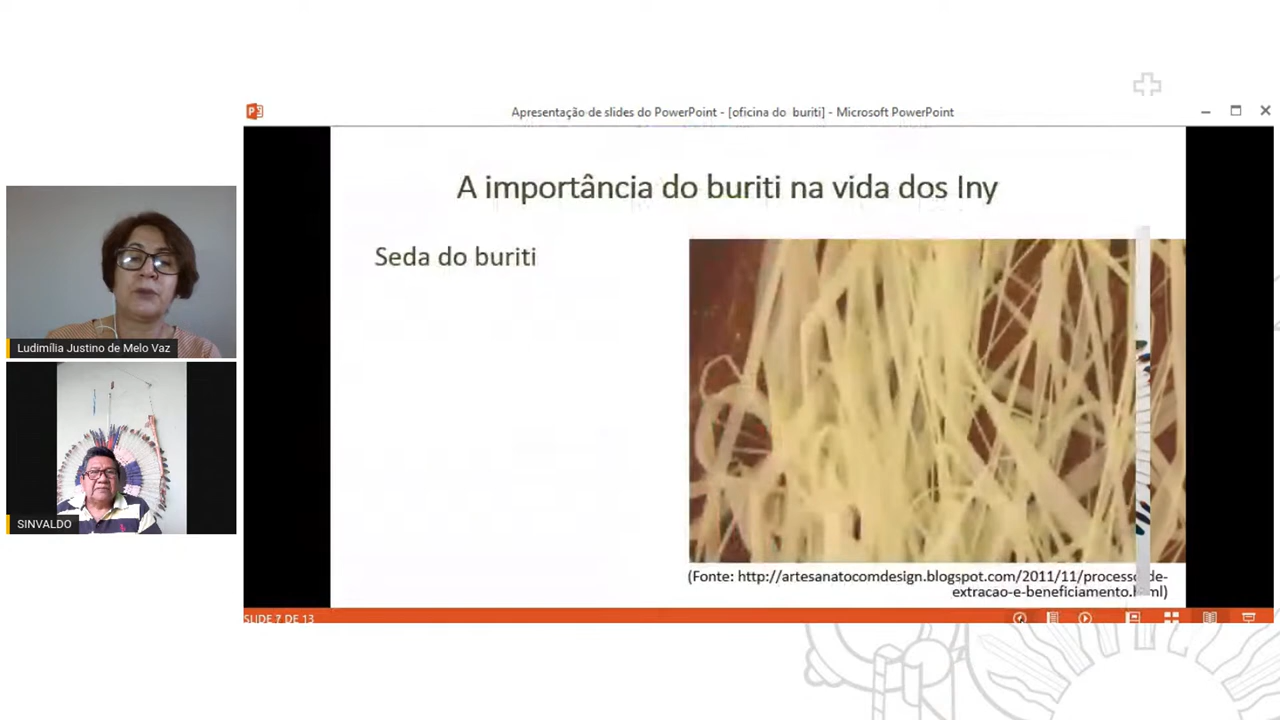 Apresentação de slides do PowerPoint - [oficina do buriti] - Microsoft PowerPoint
A importância do buriti na vida dos Iny
Seda do buriti
Ludimília Justino de Melo Vaz
SINVALDO
(Fonte: http://artesanatocomdesign.blogspot.com/2011/11/processo-de-
extracao-e-beneficiamento.html)
SLIDE 7 DE 13